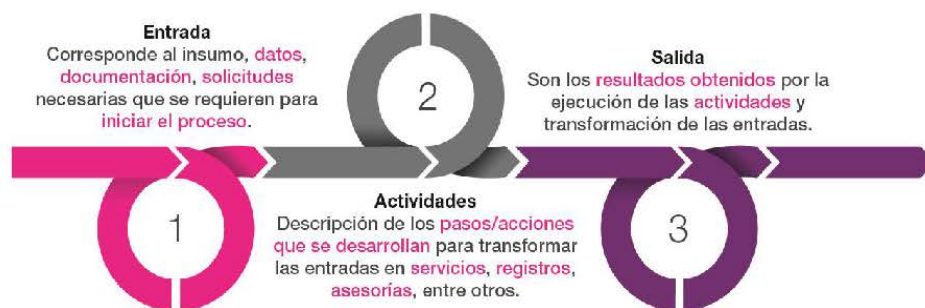 Entrada
Corresponde al insumo, datos,
documentación, solicitudes
necesarias que se requieren para
iniciar el proceso.
1
2
Actividades
Descripción de los pasos/acciones
que se desarrollan para transformar
las entradas en servicios, registros,
asesorías, entre otros.
Salida
Son los resultados obtenidos por la
ejecución de las actividades y
transformación de las entradas.
3